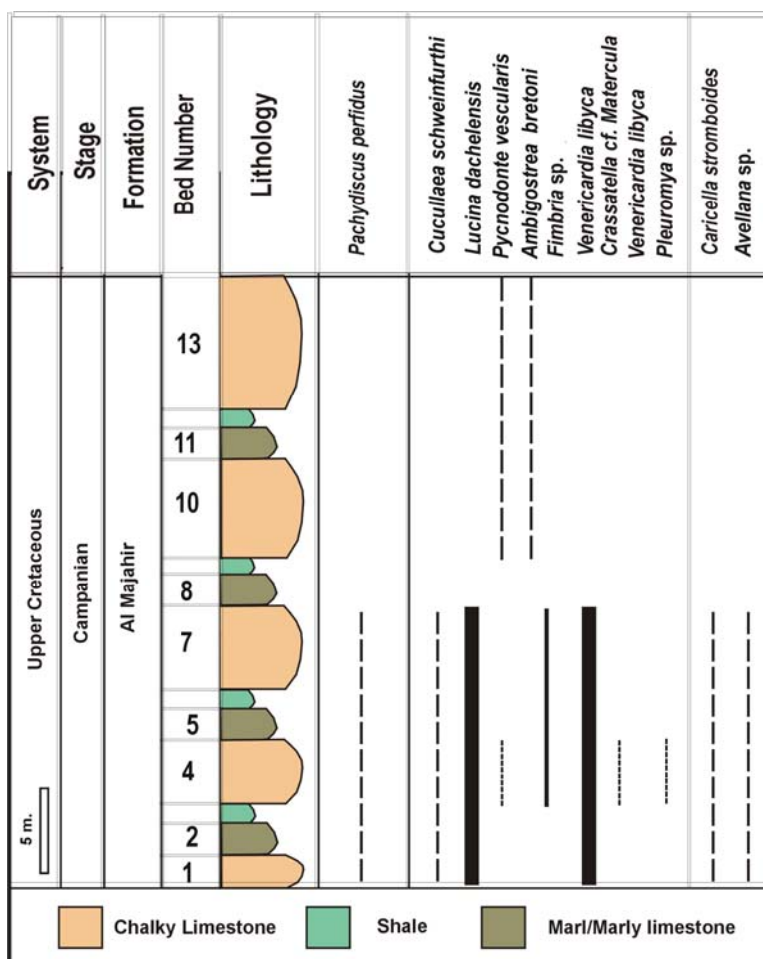 System
Stage
Formation
Bed Number
Lithology
Pachydiscus perfidus
Cucullaea schweinfurthi
Lucina dachelensis
Pycnodonte vescularis
Ambigostrea bretoni
Fimbria sp.
Venericardia libyca
Crassatella cf. Matercula
Venericardia libyca
Pleuromya sp.
Caricella stromboides
Avellana sp.
Upper Cretaceous
Campanian
Al Majahir
13
11
10
8
7
5
4
2
1
5 m.
Chalky Limestone
Shale
Marl/Marly limestone